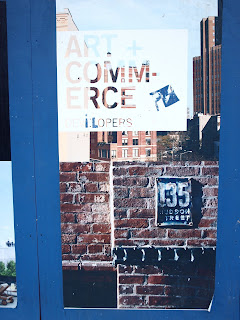 ART +
COMM-
ERCE
LOPERS
135
HUDSON
STREET